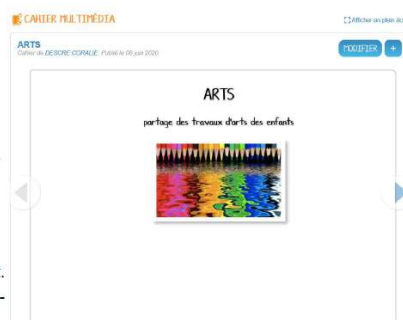 CAHIER MULTIMÉDIA
Afficher en plein
ARTS
Cahier de DESCRE CORALIE. Publié le 08 juin 2020
MODIFIER +
ARTS
partage des travaux d'arts des enfants